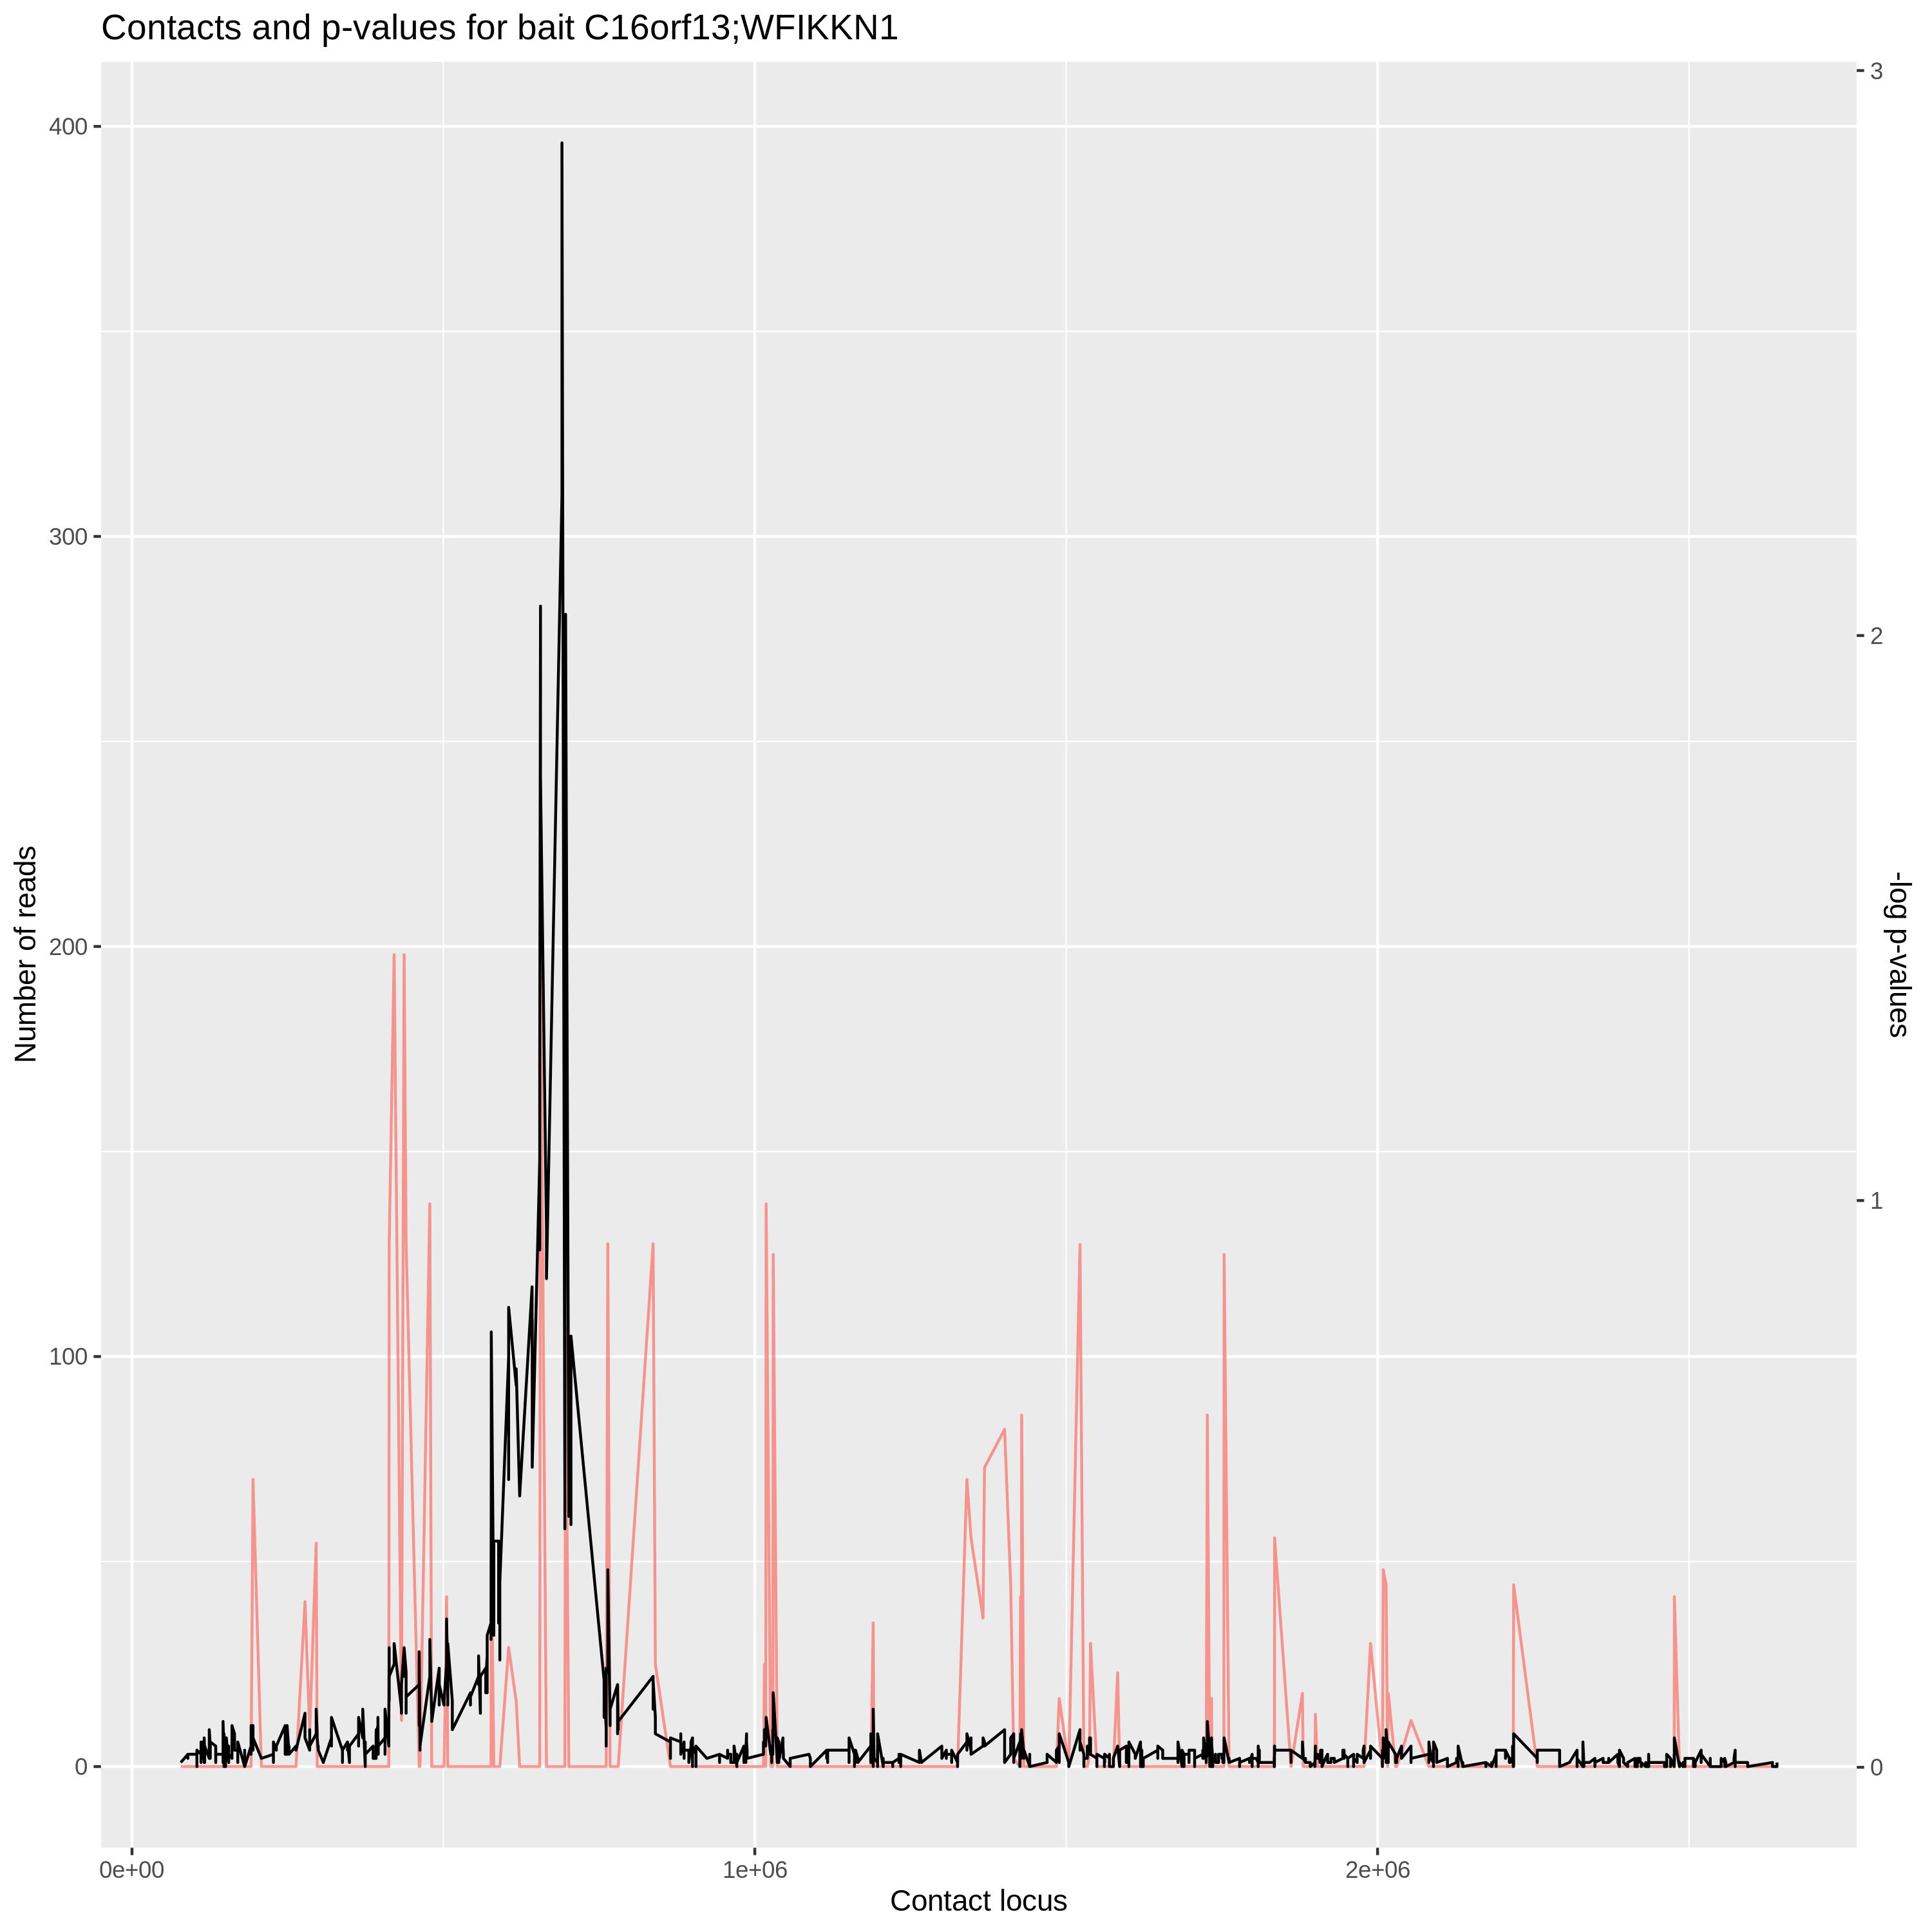 Contacts and p-values for bait C16orf13;WFIKKN1
400
300
200
100
0
3
2
1
0
Number of reads
-log p-values
0e+00
1e+06
2e+06
Contact locus